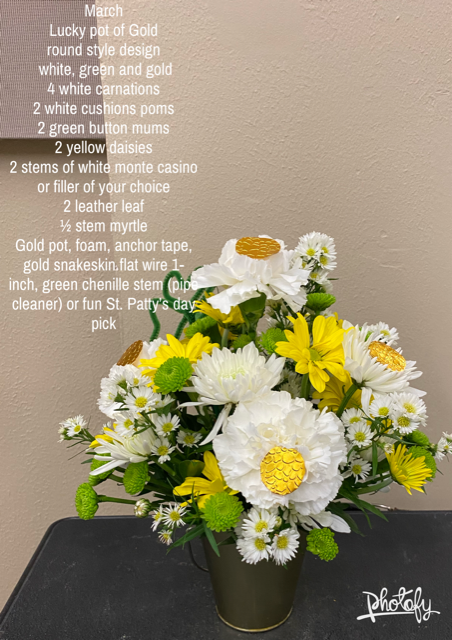 March
Lucky pot of Gold
round style design
white, green and gold
4 white carnations
2 white cushions poms
2 green button mums
2 yellow daisies
2 stems of white monte casino
or filler of your choice
2 leather leaf
½ stem myrtle
Gold pot, foam, anchor tape,
gold snakeskin.flat wire 1-
inch, green chenille stem (pipe
cleaner) or fun St. Patty's day
pick
photofy